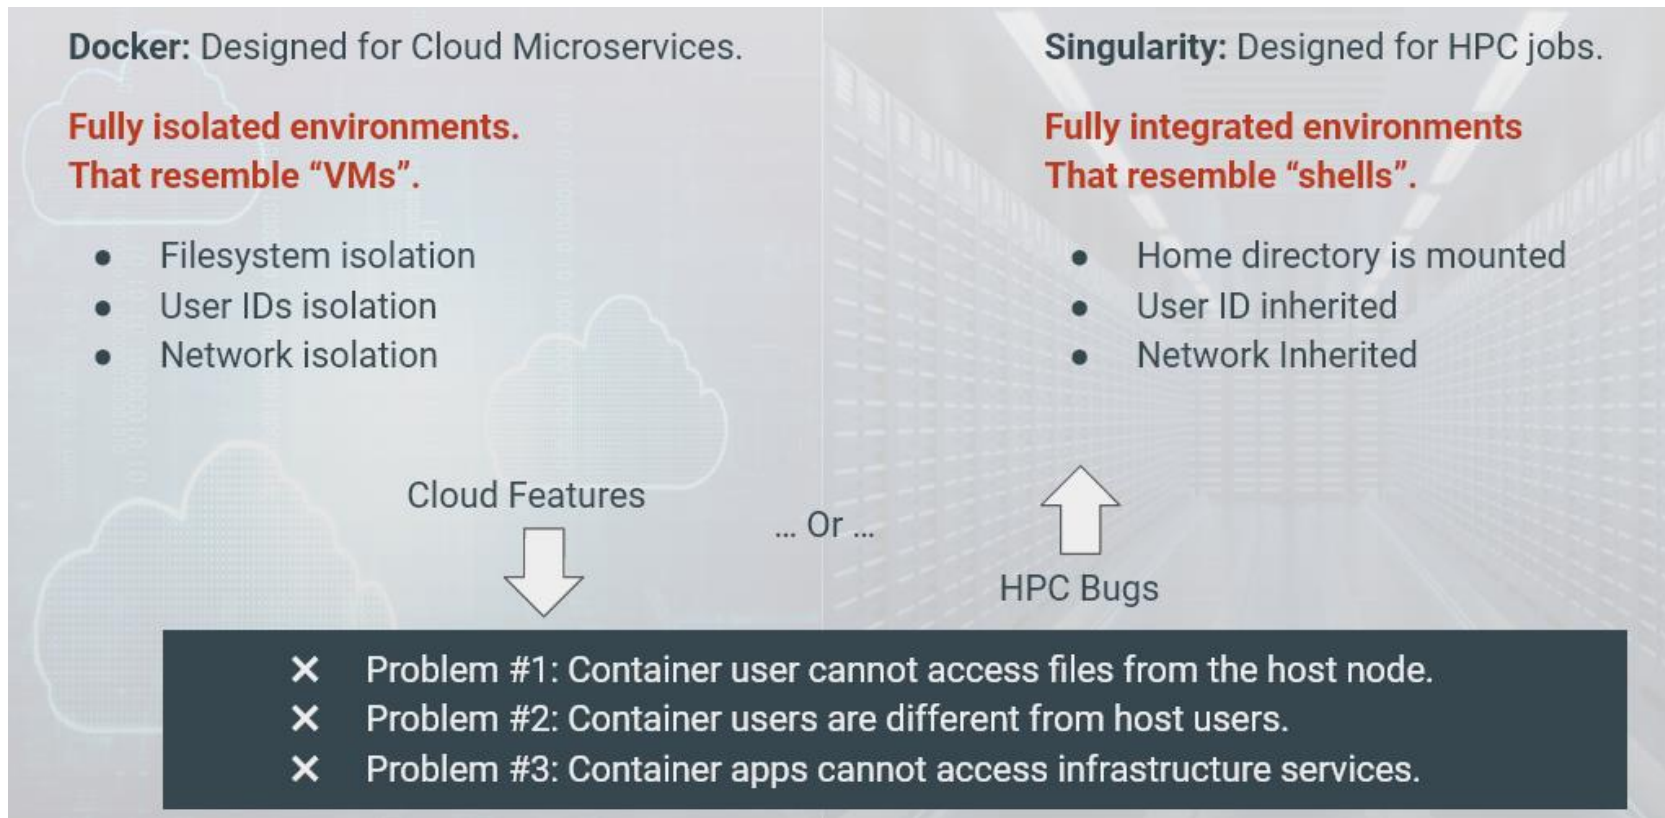 Docker: Designed for Cloud Microservices.
Fully isolated environments.
That resemble “VMs”.
● Filesystem isolation
● User IDs isolation
● Network isolation
Singularity: Designed for HPC jobs.
Fully integrated environments
That resemble “shells”.
● Home directory is mounted
● User ID inherited
● Network Inherited
Cloud Features
... Or ...
HPC Bugs
✕ Problem #1: Container user cannot access files from the host node.
✕ Problem #2: Container users are different from host users.
✕ Problem #3: Container apps cannot access infrastructure services.